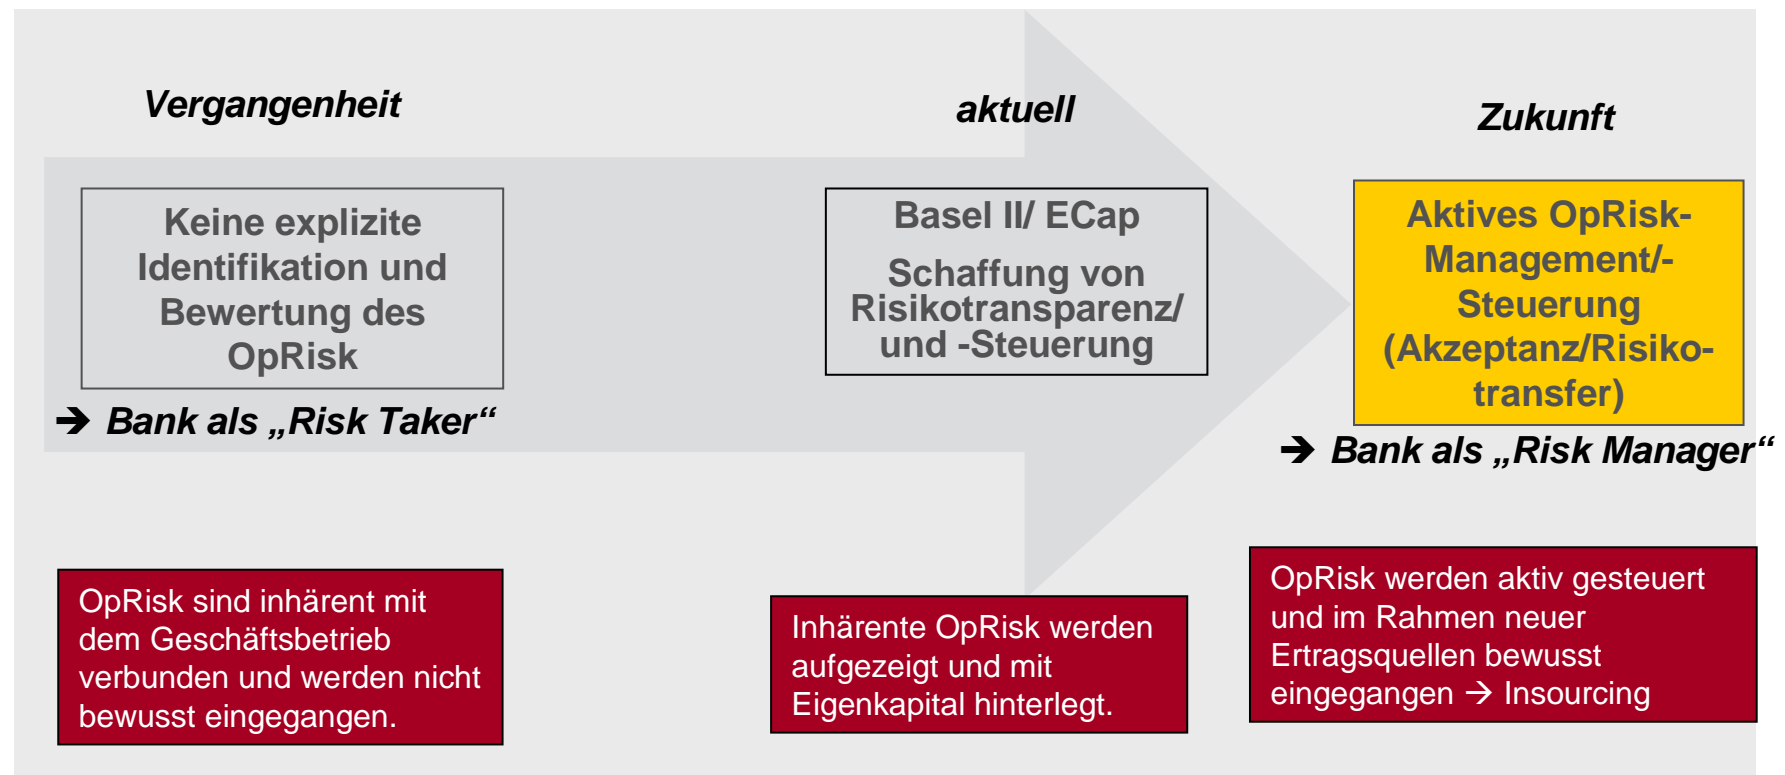 Vergangenheit
Keine explizite
Identifikation und
Bewertung des
OpRisk
➔ Bank als „Risk Taker“
OpRisk sind inhärent mit
dem Geschäftsbetrieb
verbunden und werden nicht
bewusst eingegangen.
aktuell
Basel II/ ECap
Schaffung von
Risikotransparenz/
und -Steuerung
Inhärente OpRisk werden
aufgezeigt und mit
Eigenkapital hinterlegt.
Zukunft
Aktives OpRisk-
Management/-
Steuerung
(Akzeptanz/Risiko-
transfer)
➔ Bank als „Risk Manager“
OpRisk werden aktiv gesteuert
und im Rahmen neuer
Ertragsquellen bewusst
eingegangen → Insourcing